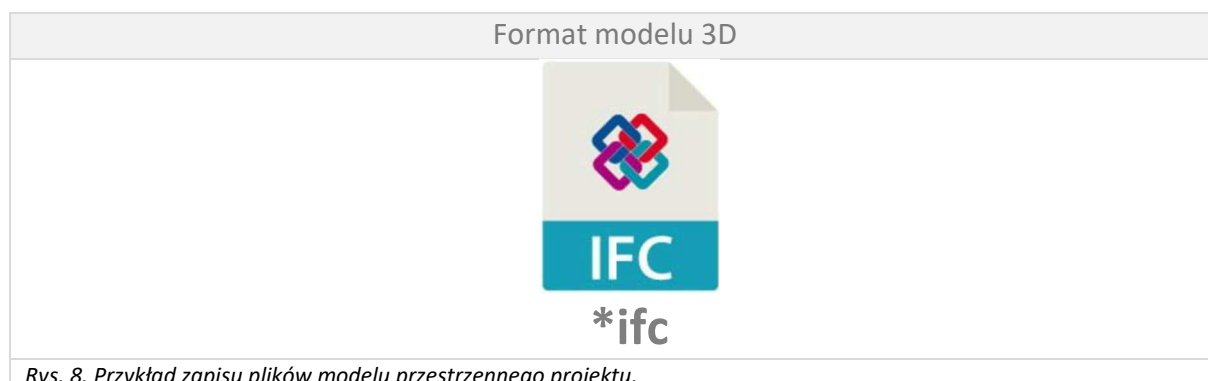 Format modelu 3D
IFC
*ifc
Rys. 8. Przykład zapisu plików modelu przestrzennego projektu.